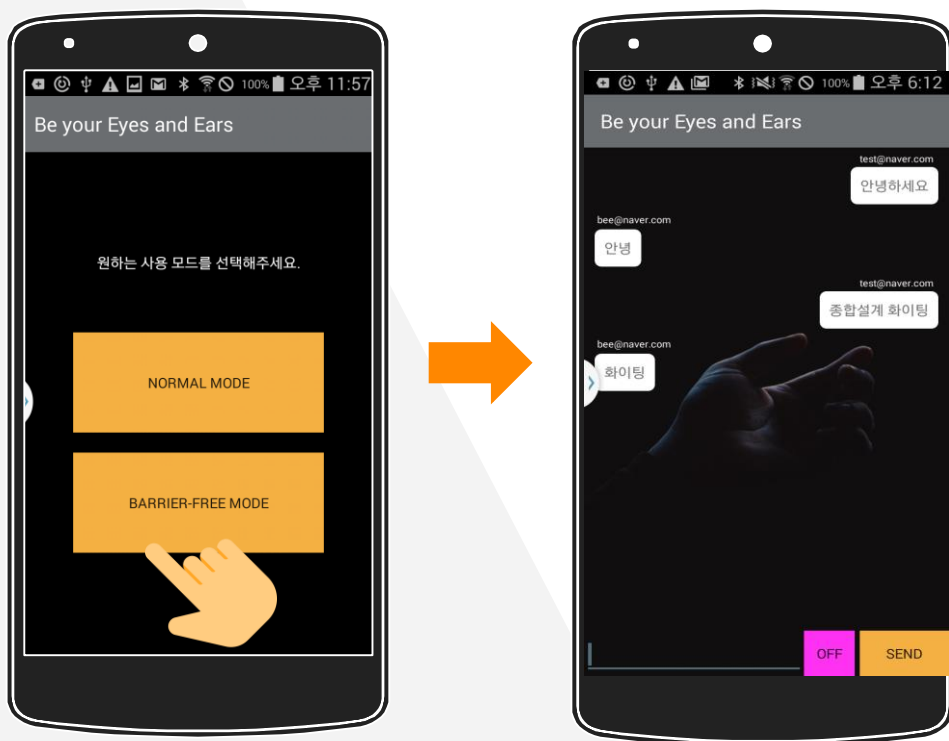 100% 오후 11:57
Be your Eyes and Ears
원하는 사용 모드를 선택해주세요.
NORMAL MODE
BARRIER-FREE MODE
100% 오후 6:12
Be your Eyes and Ears
test@naver.com
안녕하세요
bee@naver.com
안녕
test@naver.com
종합설계 화이팅
bee@naver.com
화이팅
OFF
SEND